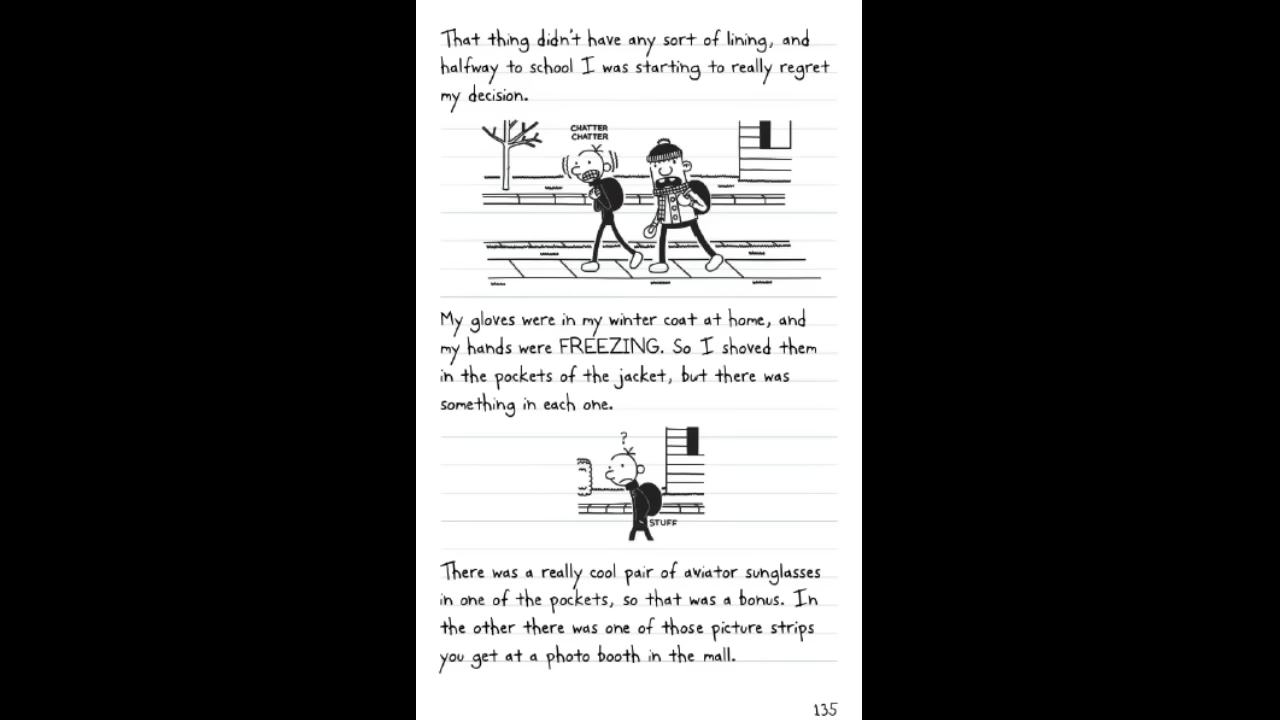 That thing didn't have any sort of lining, and
halfway to school I was starting to really regret
my decision.
CHATTER
CHATTER
My gloves were in my winter coat at home, and
my hands were FREEZING. So I shoved them
in the pockets of the jacket, but there was
something in each one.
?
STUFF
There was a really cool pair of aviator sunglasses
in one of the pockets, so that was a bonus. In
the other there was one of those picture strips
you get at a photo booth in the mall.
135